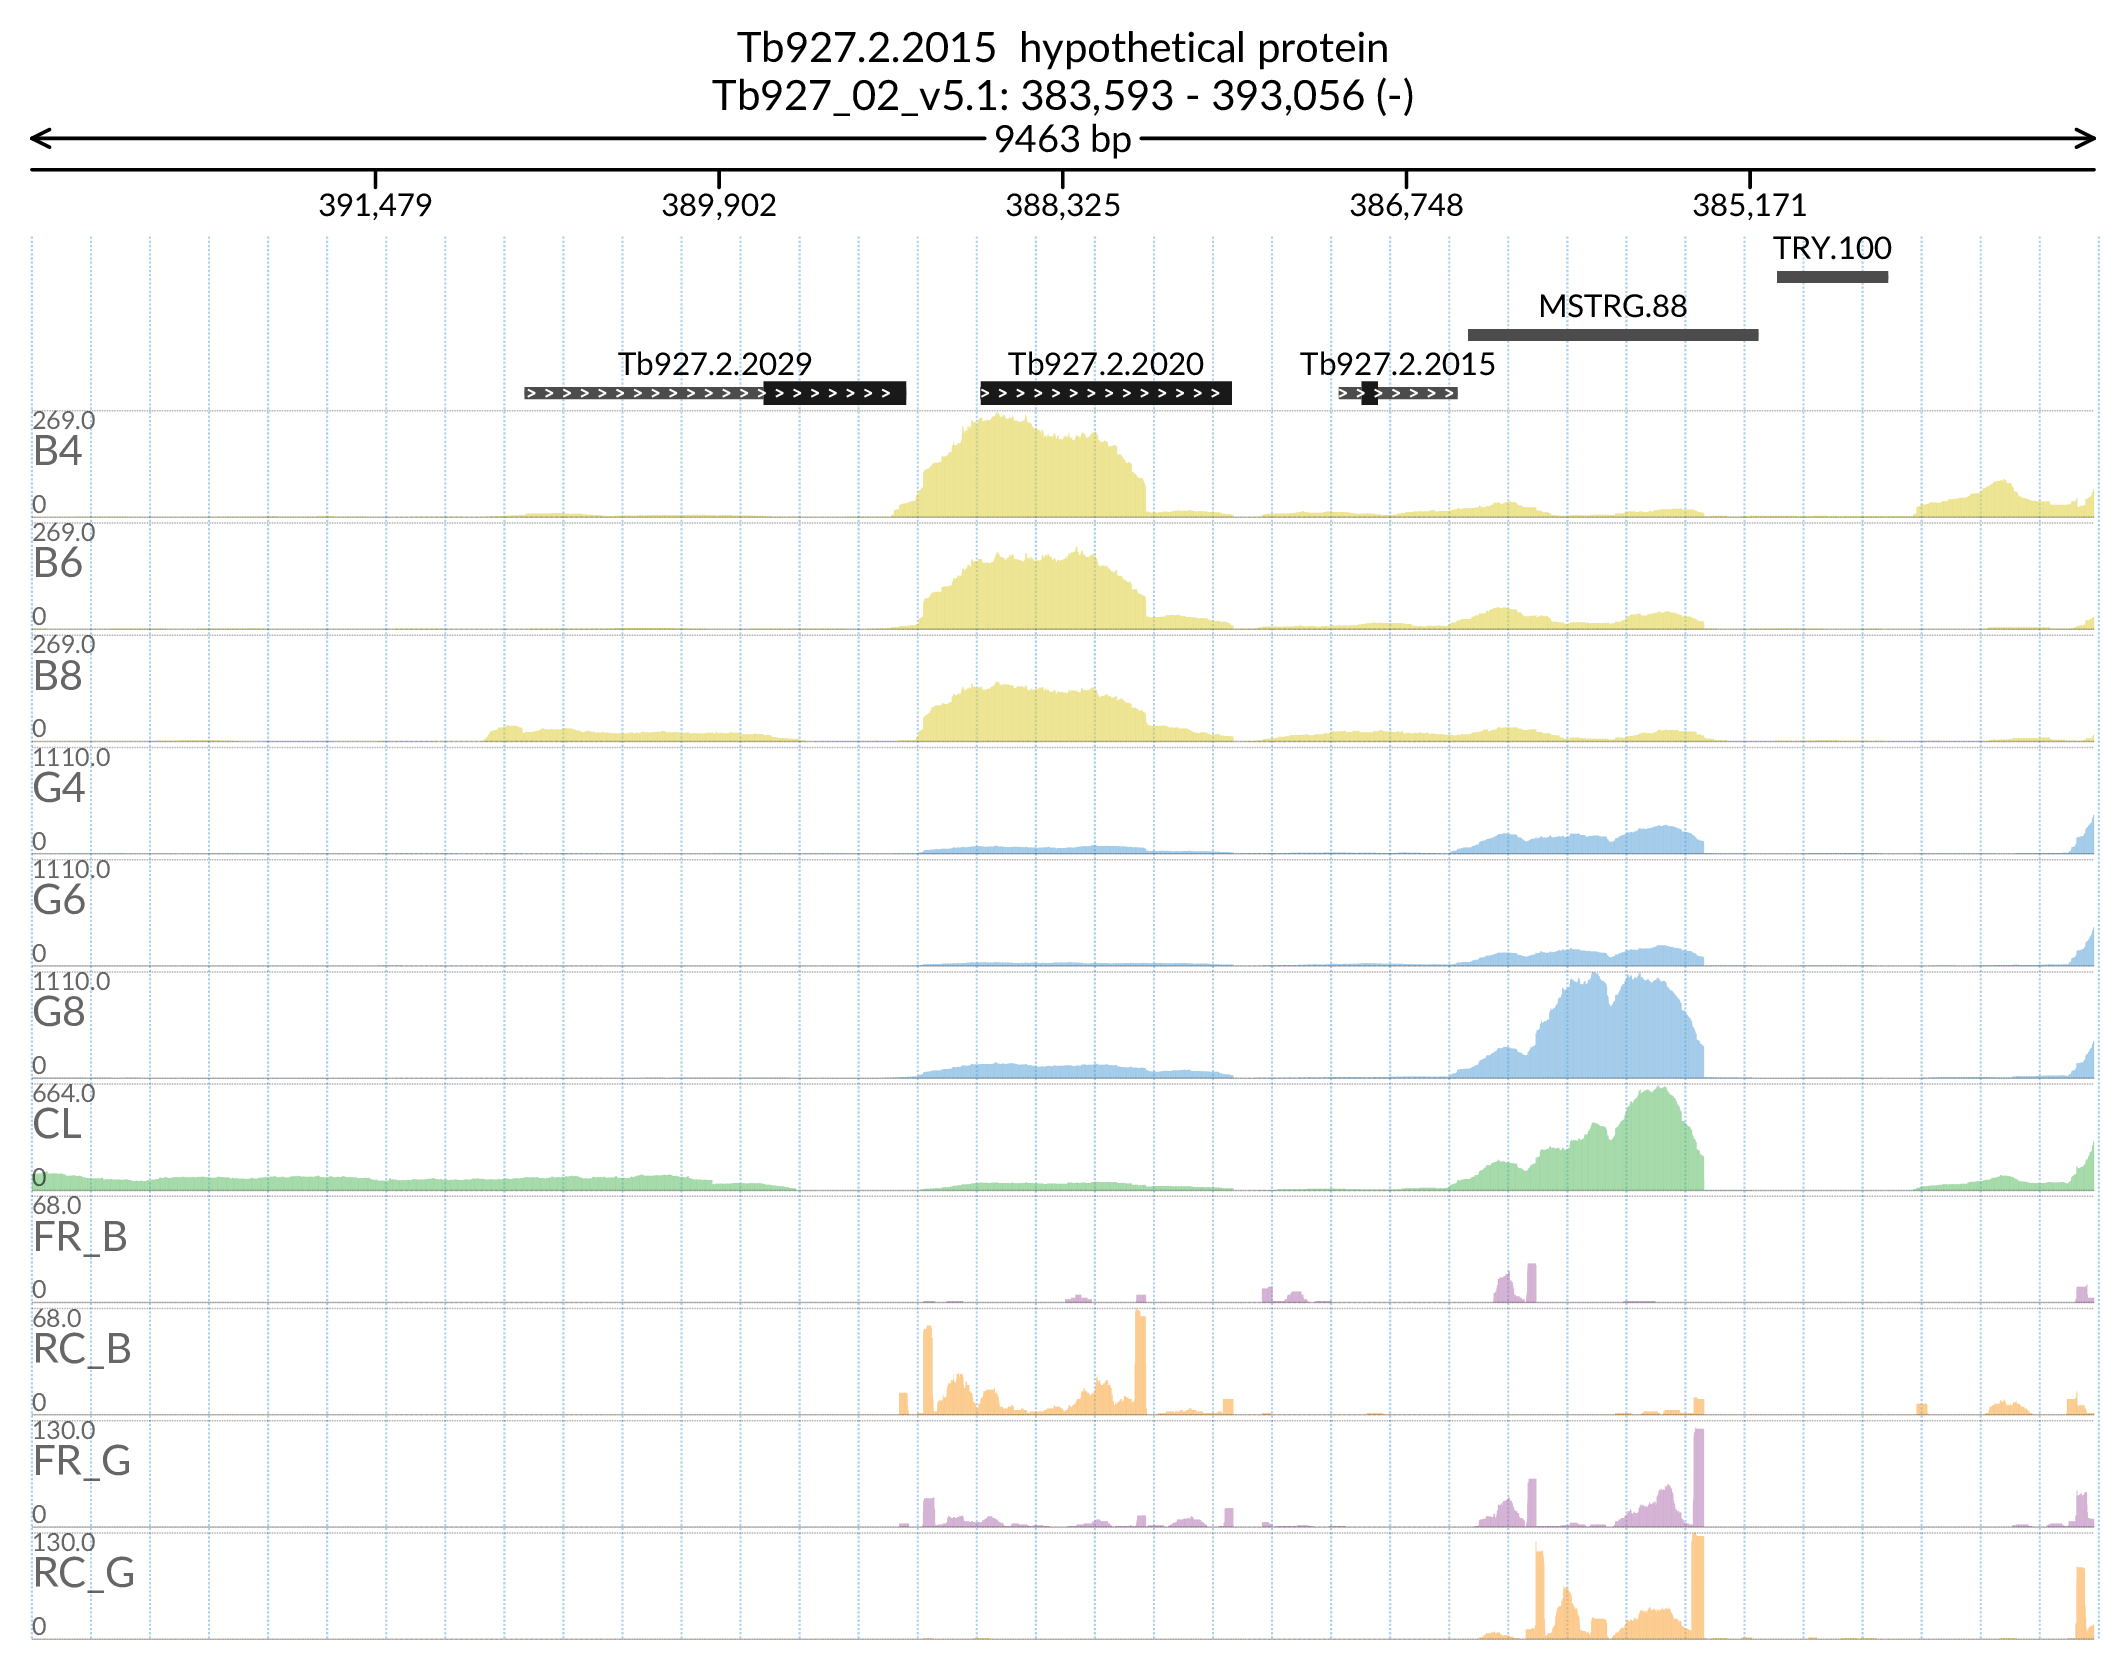 Tb927.2.2015  hypothetical protein
Tb927_02_v5.1: 383,593 - 393,056 (-)
9463 bp
391,479 389,902 388,325 386,748 385,171
TRY.100
MSTRG.88
Tb927.2.2029 Tb927.2.2020 Tb927.2.2015
269.0
B4
0
269.0
B6
0
269.0
B8
0
1110.0
G4
0
1110.0
G6
0
1110.0
G8
0
664.0
CL
0
68.0
FR_B
0
68.0
RC_B
0
130.0
FR_G
0
130.0
RC_G
0